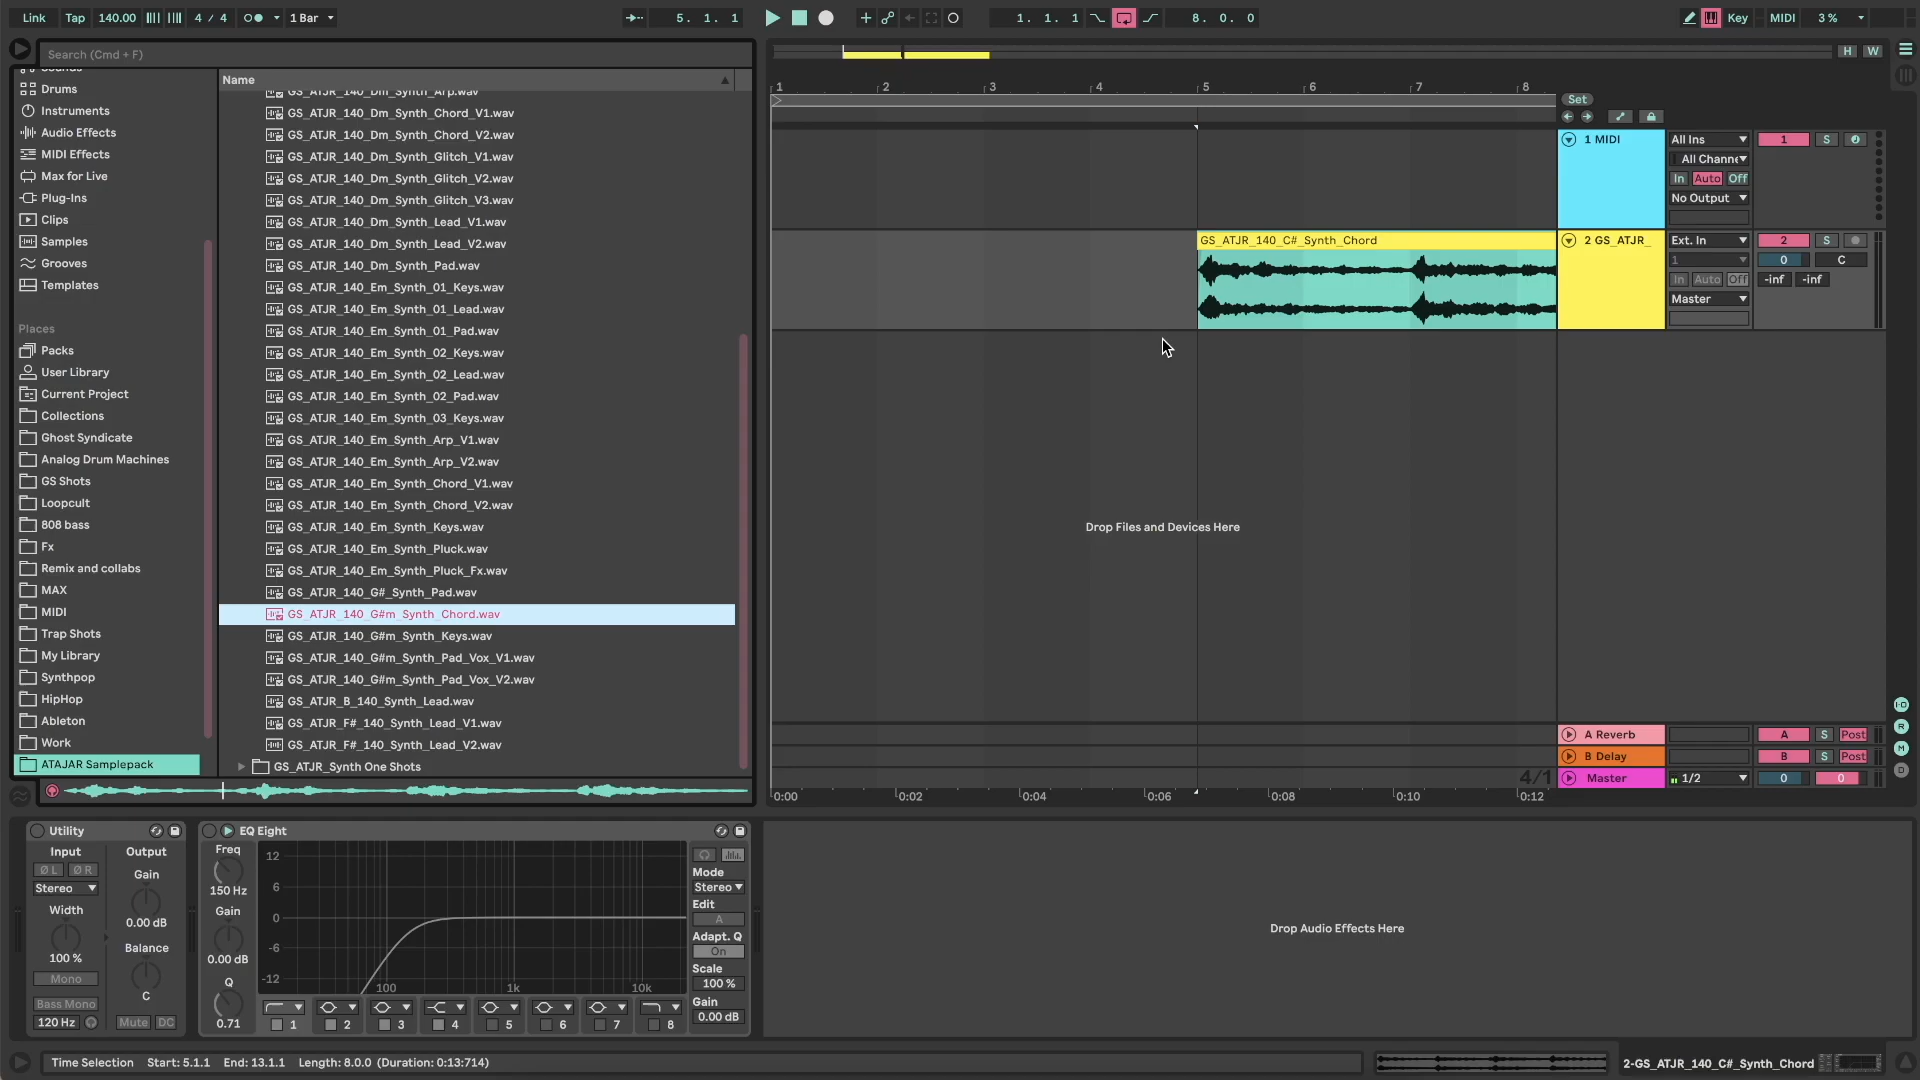 Link Tap 140.00 4 / 4 1 Bar 5. 1. 1 1. 1. 1 8. 0. 0 Key MIDI 3 %
Search (Cmd + F)
H W
Sounds
Drums
Instruments
Audio Effects
MIDI Effects
Max for Live
Plug-Ins
Clips
Samples
Grooves
Templates
Places
Packs
User Library
Current Project
Collections
Ghost Syndicate
Analog Drum Machines
GS Shots
Loopcult
808 bass
Fx
Remix and collabs
MAX
MIDI
Trap Shots
My Library
Synthpop
HipHop
Ableton
Work
ATAJAR Samplepack
Name
GS_ATJR_140_Dm_Synth_Arp.wav
GS_ATJR_140_Dm_Synth_Chord_V1.wav
GS_ATJR_140_Dm_Synth_Chord_V2.wav
GS_ATJR_140_Dm_Synth_Glitch_V1.wav
GS_ATJR_140_Dm_Synth_Glitch_V2.wav
GS_ATJR_140_Dm_Synth_Glitch_V3.wav
GS_ATJR_140_Dm_Synth_Lead_V1.wav
GS_ATJR_140_Dm_Synth_Lead_V2.wav
GS_ATJR_140_Dm_Synth_Pad.wav
GS_ATJR_140_Em_Synth_01_Keys.wav
GS_ATJR_140_Em_Synth_01_Lead.wav
GS_ATJR_140_Em_Synth_01_Pad.wav
GS_ATJR_140_Em_Synth_02_Keys.wav
GS_ATJR_140_Em_Synth_02_Lead.wav
GS_ATJR_140_Em_Synth_02_Pad.wav
GS_ATJR_140_Em_Synth_03_Keys.wav
GS_ATJR_140_Em_Synth_Arp_V1.wav
GS_ATJR_140_Em_Synth_Arp_V2.wav
GS_ATJR_140_Em_Synth_Chord_V1.wav
GS_ATJR_140_Em_Synth_Chord_V2.wav
GS_ATJR_140_Em_Synth_Keys.wav
GS_ATJR_140_Em_Synth_Pluck.wav
GS_ATJR_140_Em_Synth_Pluck_Fx.wav
GS_ATJR_140_G#_Synth_Pad.wav
GS_ATJR_140_G#m_Synth_Chord.wav
GS_ATJR_140_G#m_Synth_Keys.wav
GS_ATJR_140_G#m_Synth_Pad_Vox_V1.wav
GS_ATJR_140_G#m_Synth_Pad_Vox_V2.wav
GS_ATJR_B_140_Synth_Lead.wav
GS_ATJR_F#_140_Synth_Lead_V1.wav
GS_ATJR_F#_140_Synth_Lead_V2.wav
GS_ATJR_Synth One Shots
1 2 3 4 5 6 7 8
Set
1 MIDI All Ins 1 S
All Channe
In Auto Off
No Output
GS_ATJR_140_C#_Synth_Chord
2 GS_ATJR_ Ext. In 2 S
1 0 C
In Auto Off -inf -inf
Master
Drop Files and Devices Here
A Reverb A S Post
B Delay B S Post
4/1 Master 1/2 0 0
0:00 0:02 0:04 0:06 0:08 0:10 0:12
Utility
Input Output
Ø L Ø R Gain
Stereo
Width 0.00 dB
Balance
100 %
Mono
C
Bass Mono
120 Hz Mute DC
EQ Eight
Freq
150 Hz
Gain
0.00 dB
Q
0.71
12
6
0
-6
-12
100 1k 10k
1 2 3 4 5 6 7 8
Mode
Stereo
Edit
A
Adapt. Q
On
Scale
100 %
Gain
0.00 dB
Drop Audio Effects Here
Time Selection Start: 5.1.1 End: 13.1.1 Length: 8.0.0 (Duration: 0:13:714)
2-GS_ATJR_140_C#_Synth_Chord